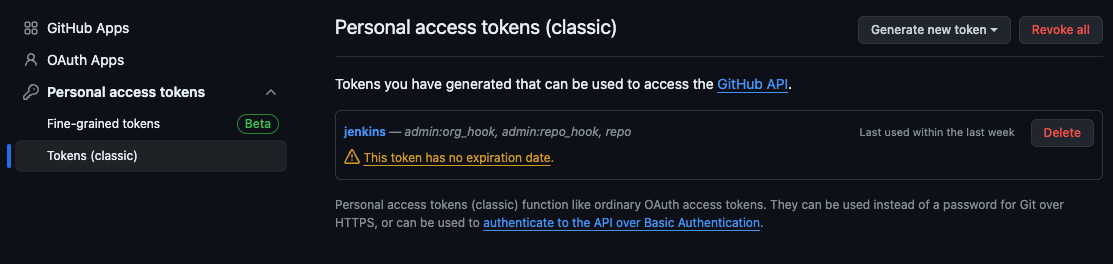 GitHub Apps
OAuth Apps
Personal access tokens
Fine-grained tokens Beta
Tokens (classic)
Personal access tokens (classic)
Generate new token
Revoke all
Tokens you have generated that can be used to access the GitHub API.
jenkins — admin:org_hook, admin:repo_hook, repo
Last used within the last week
Delete
This token has no expiration date.
Personal access tokens (classic) function like ordinary OAuth access tokens. They can be used instead of a password for Git over
HTTPS, or can be used to authenticate to the API over Basic Authentication.